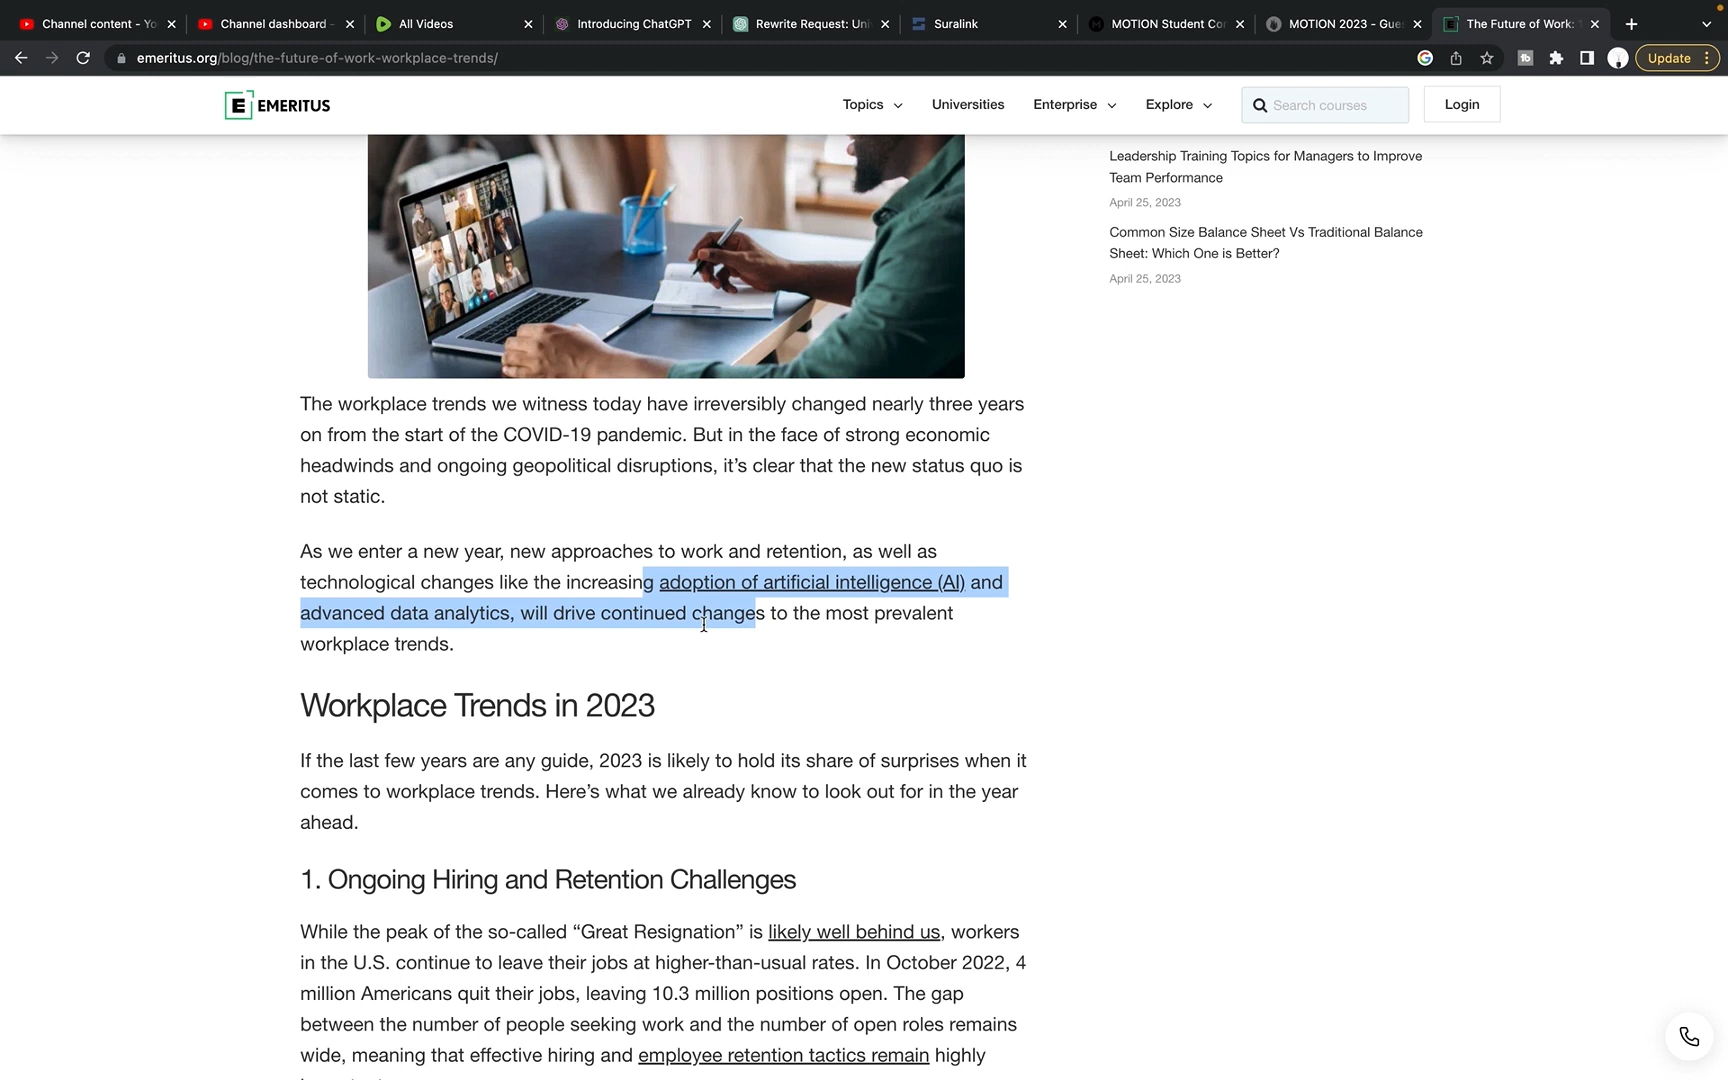 Channel content - Yo
Channel dashboard -
All Videos
Introducing ChatGPT
Rewrite Request: Uni
Suralink
MOTION Student Co
MOTION 2023 - Gue
The Future of Work:
emeritus.org/blog/the-future-of-work-workplace-trends/
Update
E EMERITUS
Topics
Universities
Enterprise
Explore
Search courses
Login
Leadership Training Topics for Managers to Improve
Team Performance
April 25, 2023
Common Size Balance Sheet Vs Traditional Balance
Sheet: Which One is Better?
April 25, 2023
The workplace trends we witness today have irreversibly changed nearly three years
on from the start of the COVID-19 pandemic. But in the face of strong economic
headwinds and ongoing geopolitical disruptions, it’s clear that the new status quo is
not static.
As we enter a new year, new approaches to work and retention, as well as
technological changes like the increasing adoption of artificial intelligence (AI) and
advanced data analytics, will drive continued changes to the most prevalent
workplace trends.
Workplace Trends in 2023
If the last few years are any guide, 2023 is likely to hold its share of surprises when it
comes to workplace trends. Here’s what we already know to look out for in the year
ahead.
1. Ongoing Hiring and Retention Challenges
While the peak of the so-called “Great Resignation” is likely well behind us, workers
in the U.S. continue to leave their jobs at higher-than-usual rates. In October 2022, 4
million Americans quit their jobs, leaving 10.3 million positions open. The gap
between the number of people seeking work and the number of open roles remains
wide, meaning that effective hiring and employee retention tactics remain highly